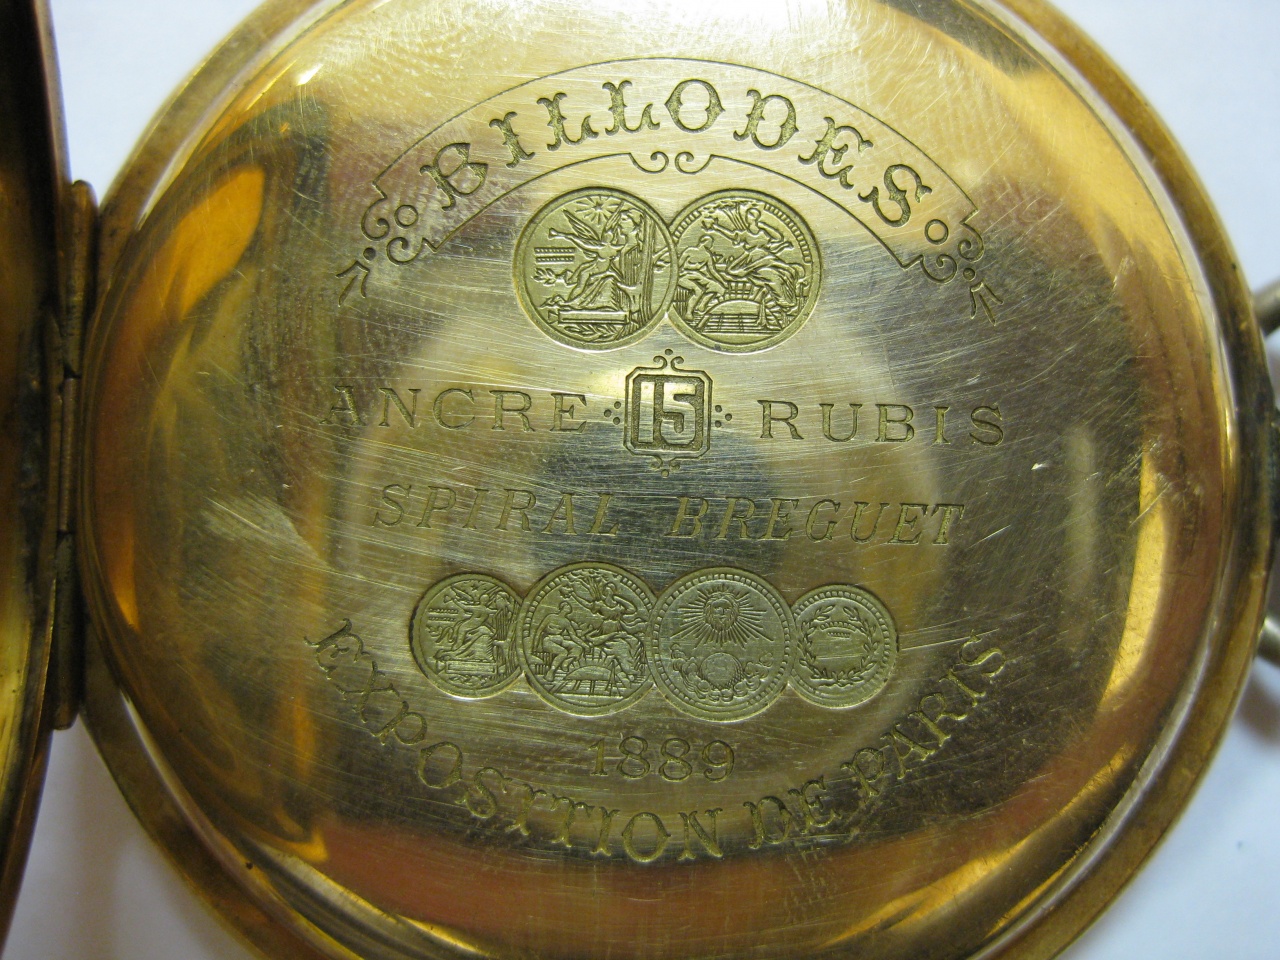 BILLODES
ANCRE 15 RUBIS
SPIRAL BREGUET
1889
EXPOSITION DE PARIS